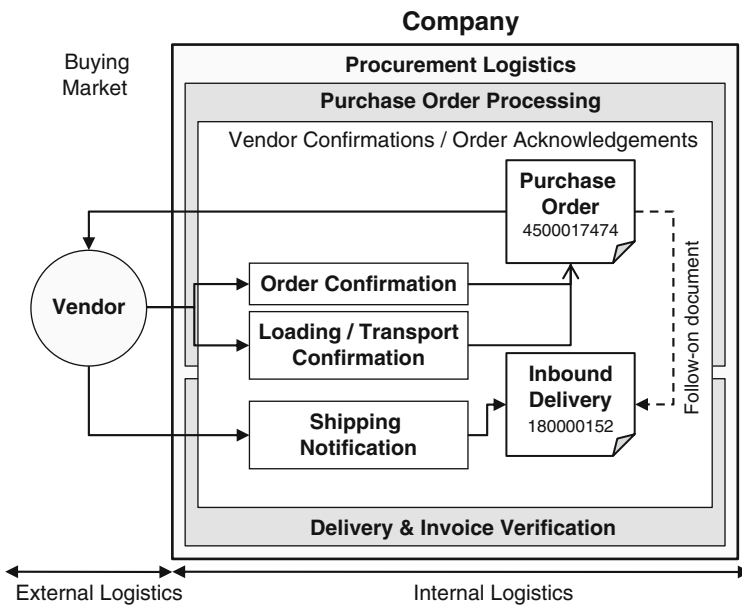 Company
Buying
Market
Procurement Logistics
Purchase Order Processing
Vendor Confirmations / Order Acknowledgements
Purchase
Order
4500017474
Order Confirmation
Vendor
Loading / Transport
Confirmation
Follow-on document
Inbound
Delivery
180000152
Shipping
Notification
Delivery & Invoice Verification
External Logistics
Internal Logistics